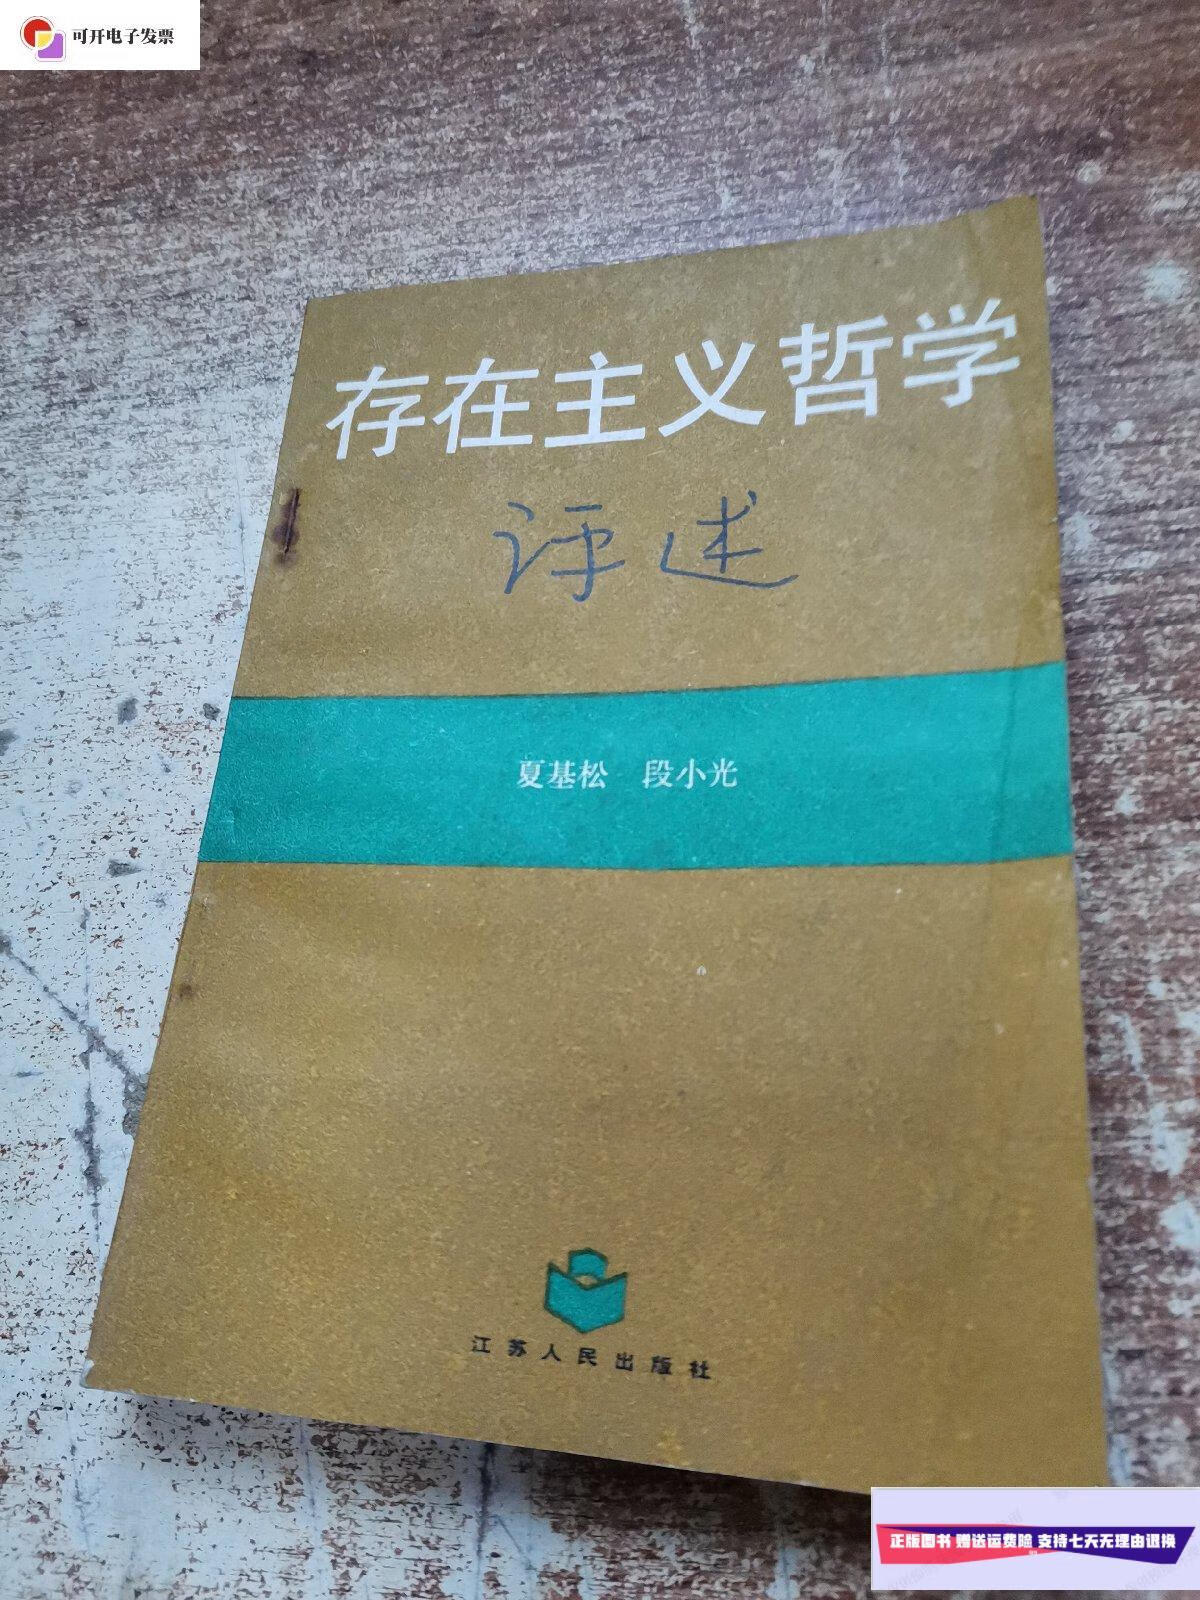 可开电子发票
存在主义哲学
评述
夏基松 段小光
江苏人民出版社
正版图书 赠送运费险 支持七天无理由退换